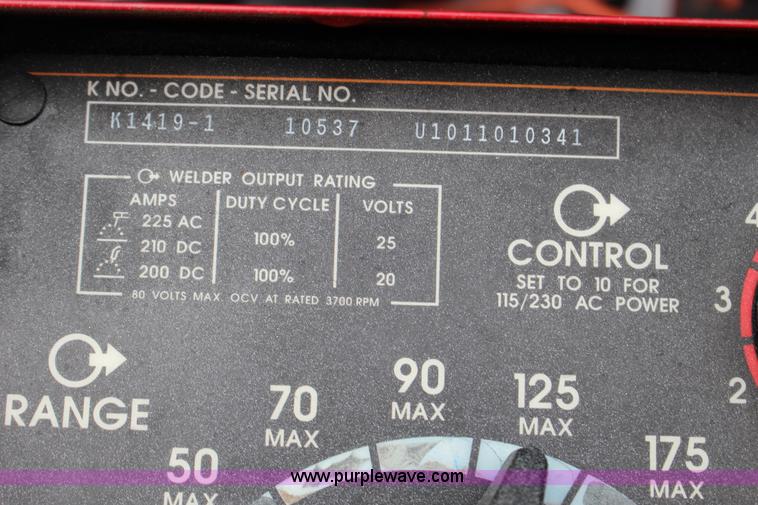 K NO. - CODE - SERIAL NO.
K1419-1 10537 U1011010341
WELDER OUTPUT RATING
AMPS DUTY CYCLE VOLTS
225 AC
210 DC 100% 25
200 DC 100% 20
80 VOLTS MAX OCV AT RATED 3700 RPM
CONTROL
SET TO 10 FOR
115/230 AC POWER
4
3
2
RANGE
50
MAX
70
MAX
90
MAX
125
MAX
175
MAX
www.purplewave.com